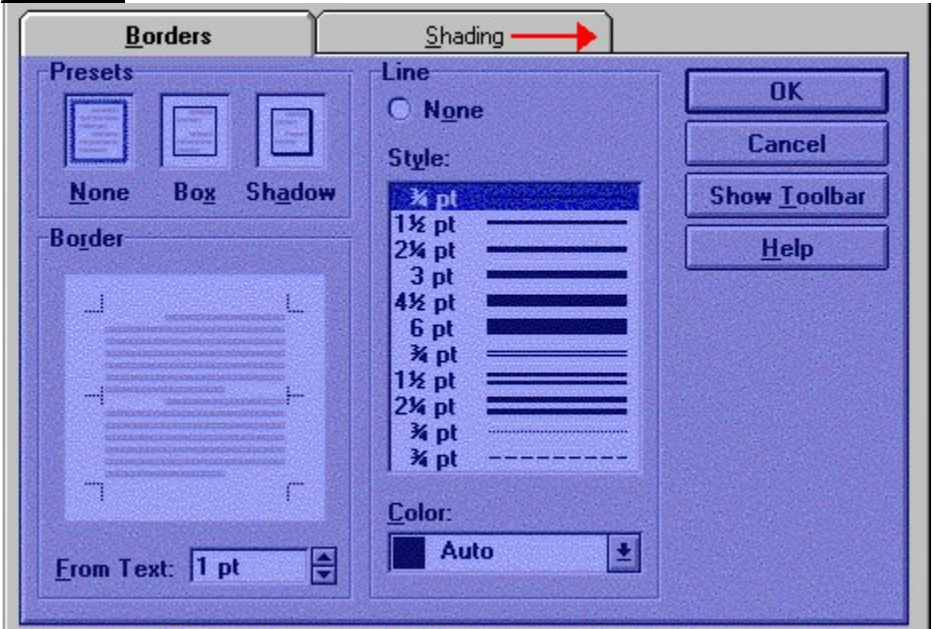 Borders
Shading
Presets
None
Box
Shadow
Border
From Text: 1 pt
Line
None
Style:
¾ pt
1½ pt
2¼ pt
3 pt
4½ pt
6 pt
¾ pt
1½ pt
2¼ pt
¾ pt
¾ pt
Color:
Auto
OK
Cancel
Show Toolbar
Help